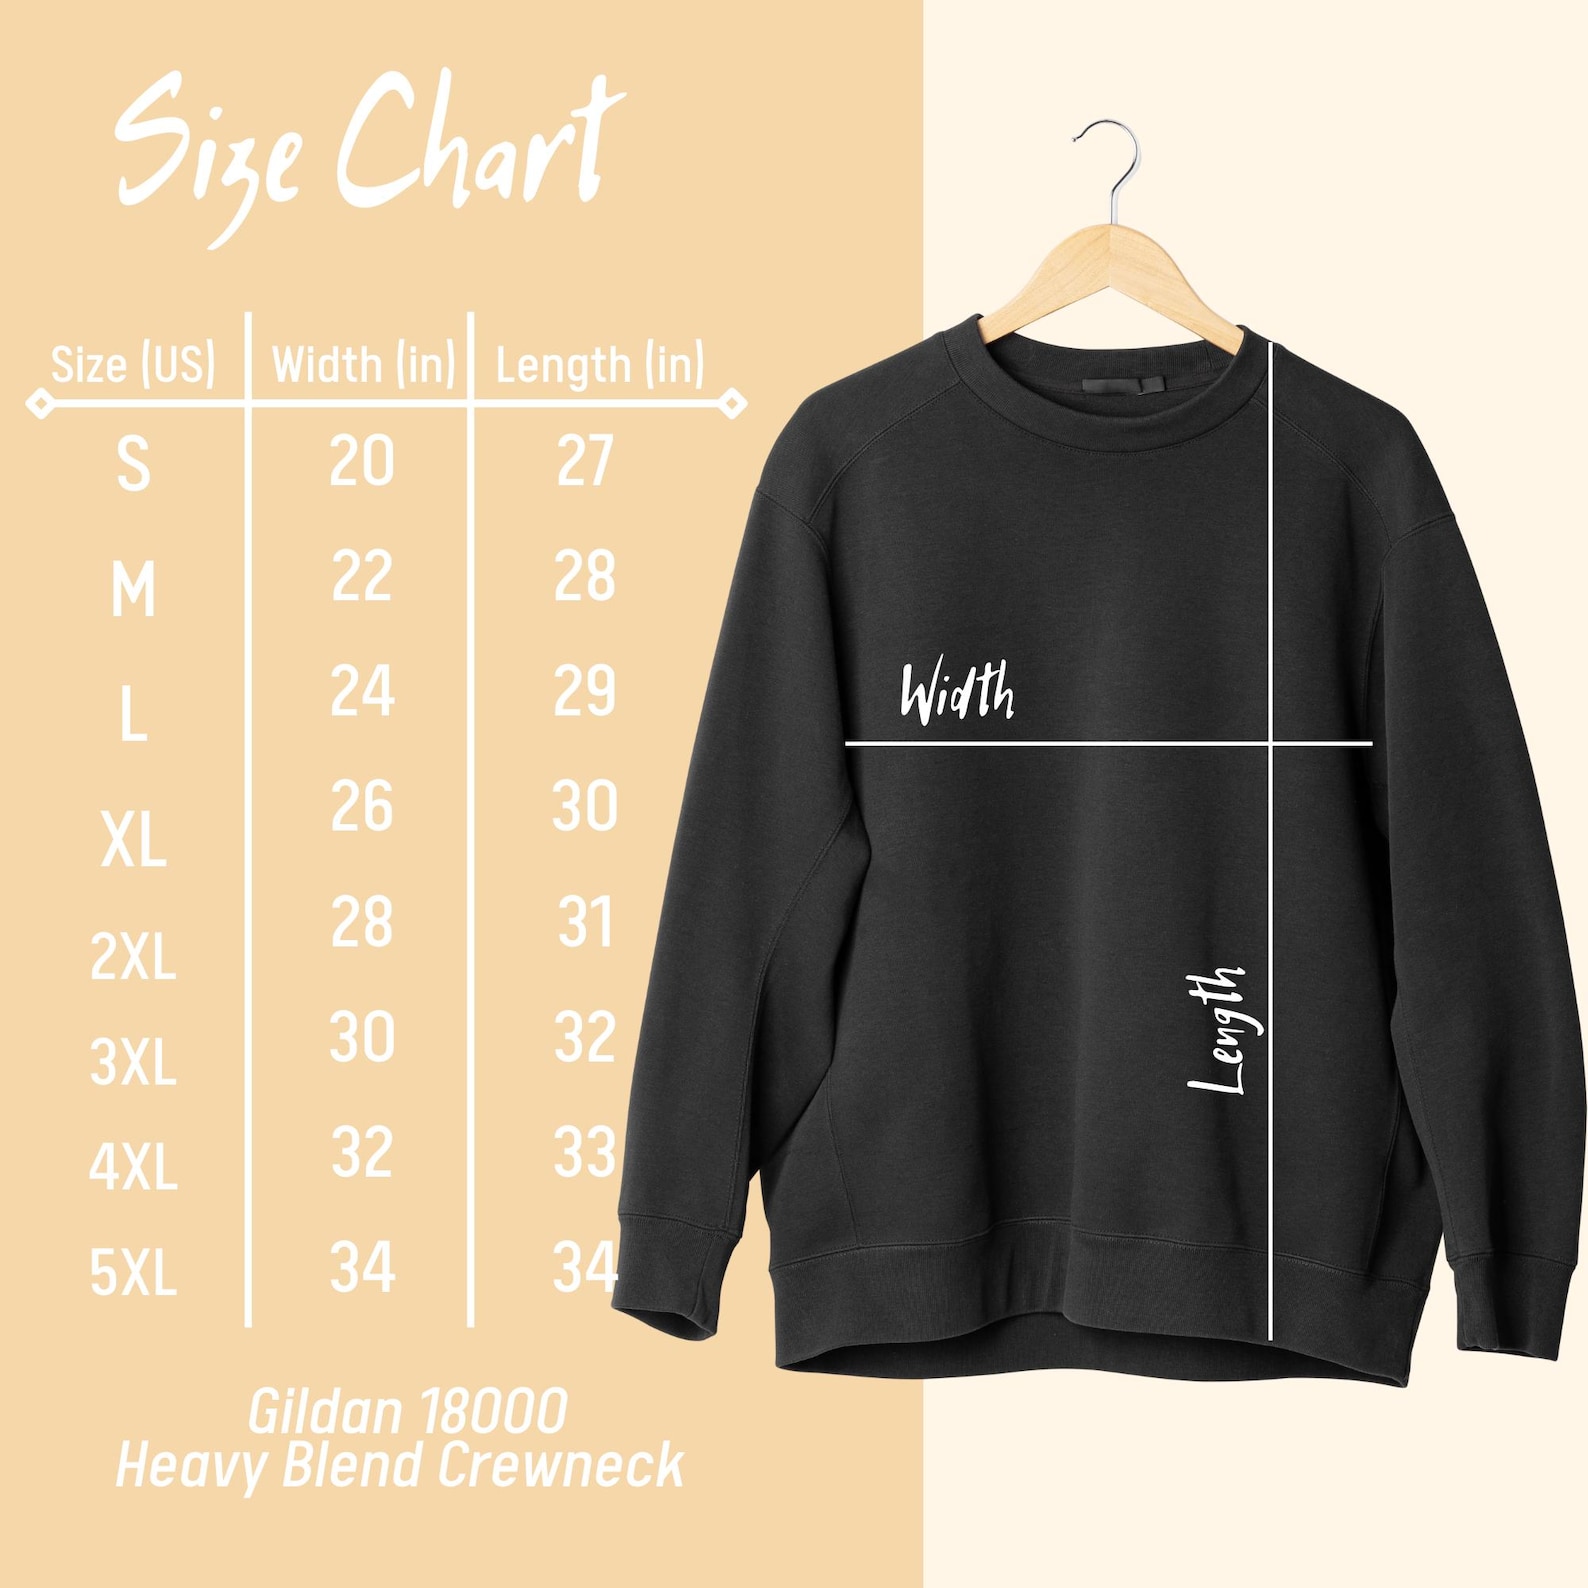 Size Chart
Size (US) Width (in) Length (in)
S 20 27
M 22 28
L 24 29
XL 26 30
2XL 28 31
3XL 30 32
4XL 32 33
5XL 34 34
Gildan 18000
Heavy Blend Crewneck
Width
Length